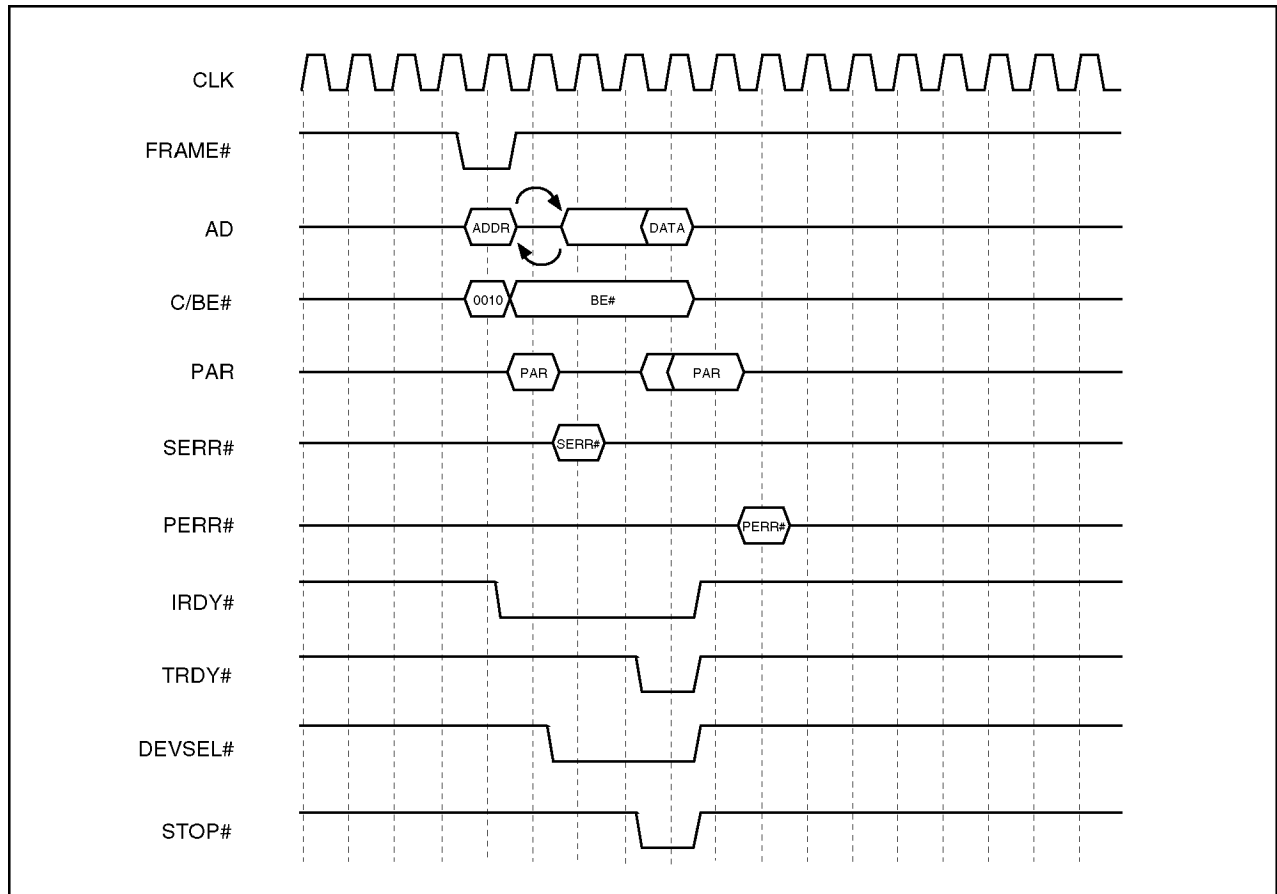 CLK
FRAME#
AD
ADDR
DATA
C/BE#
0010
BE#
PAR
PAR
PAR
SERR#
SERR#
PERR#
PERR#
IRDY#
TRDY#
DEVSEL#
STOP#